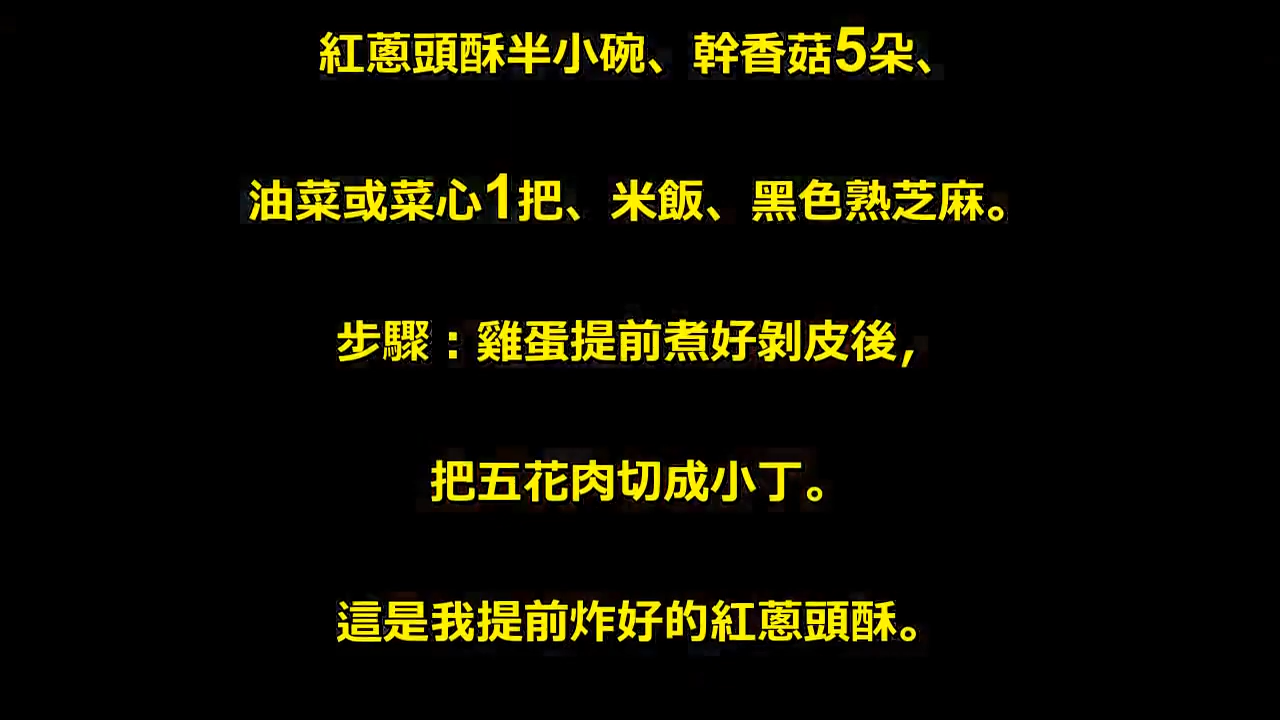 紅蔥頭酥半小碗、幹香菇5朵、
油菜或菜心1把、米飯、黑色熟芝麻。
步驟：雞蛋提前煮好剝皮後，
把五花肉切成小丁。
這是我提前炸好的紅蔥頭酥。